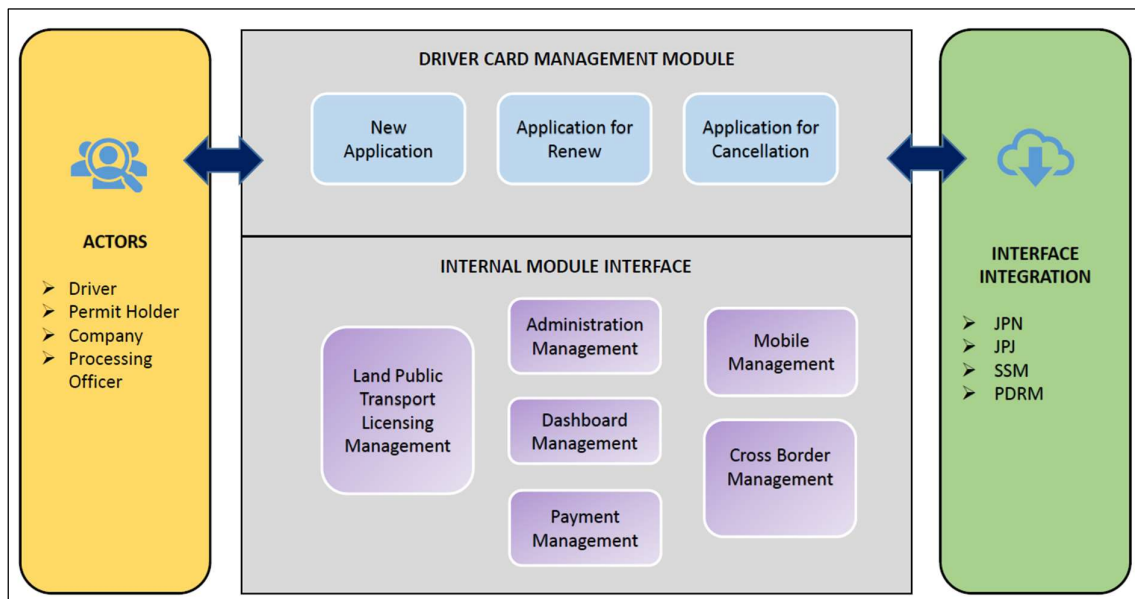 DRIVER CARD MANAGEMENT MODULE
New
Application
Application for
Renew
Application for
Cancellation
ACTORS
Driver
Permit Holder
Company
Processing
Officer
INTERNAL MODULE INTERFACE
Land Public
Transport
Licensing
Management
Administration
Management
Dashboard
Management
Payment
Management
Mobile
Management
Cross Border
Management
INTERFACE
INTEGRATION
JPN
JPJ
SSM
PDRM